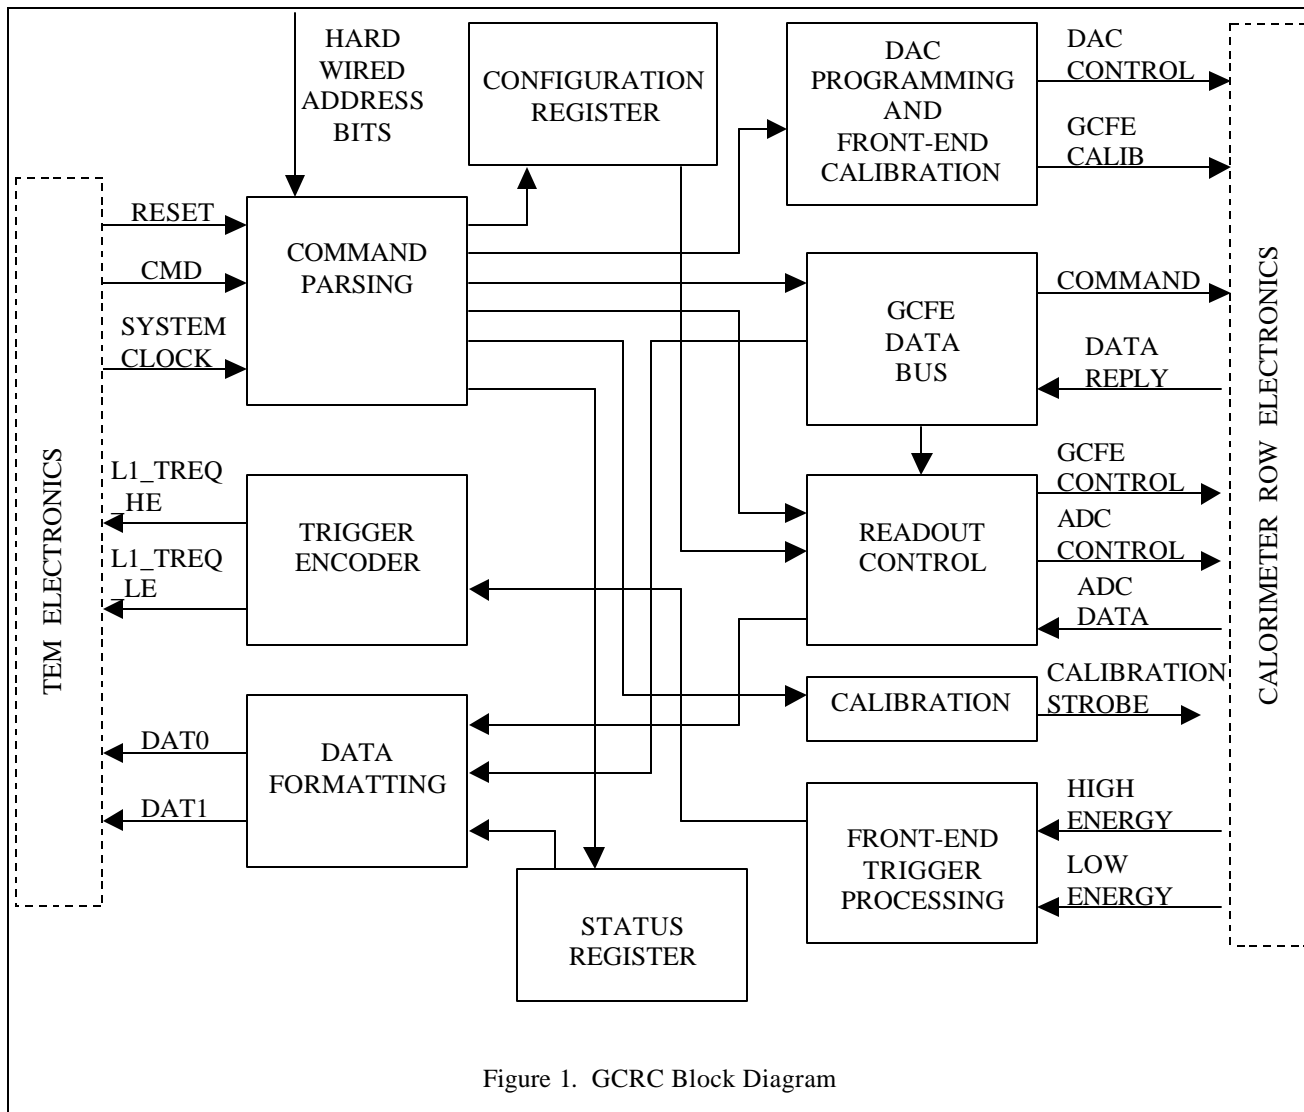 HARD
WIRED
ADDRESS
BITS
CONFIGURATION
REGISTER
DAC
PROGRAMMING
AND
FRONT-END
CALIBRATION
DAC
CONTROL
GCFE
CALIB
TEM ELECTRONICS
RESET
CMD
SYSTEM
CLOCK
COMMAND
PARSING
GCFE
DATA
BUS
COMMAND
DATA
REPLY
CALORIMETER ROW ELECTRONICS
L1_TREQ
_HE
L1_TREQ
_LE
TRIGGER
ENCODER
READOUT
CONTROL
GCFE
CONTROL
ADC
CONTROL
ADC
DATA
CALIBRATION
CALIBRATION
STROBE
DAT0
DAT1
DATA
FORMATTING
FRONT-END
TRIGGER
PROCESSING
HIGH
ENERGY
LOW
ENERGY
STATUS
REGISTER
Figure 1. GCRC Block Diagram